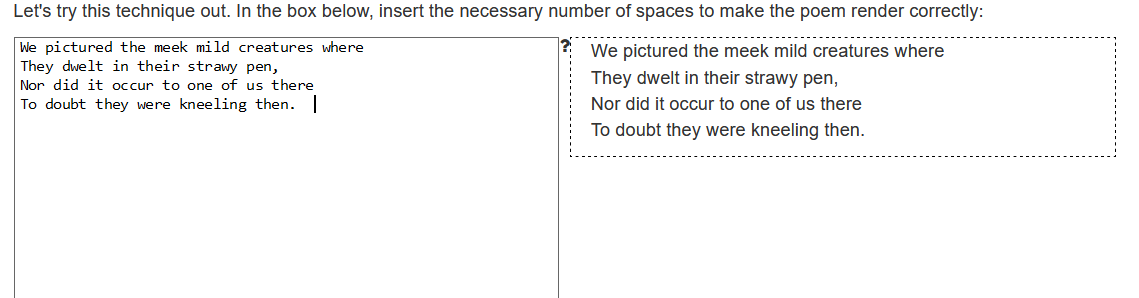 Let's try this technique out. In the box below, insert the necessary number of spaces to make the poem render correctly:
We pictured the meek mild creatures where
They dwelt in their strawy pen,
Nor did it occur to one of us there
To doubt they were kneeling then.
?
We pictured the meek mild creatures where
They dwelt in their strawy pen,
Nor did it occur to one of us there
To doubt they were kneeling then.